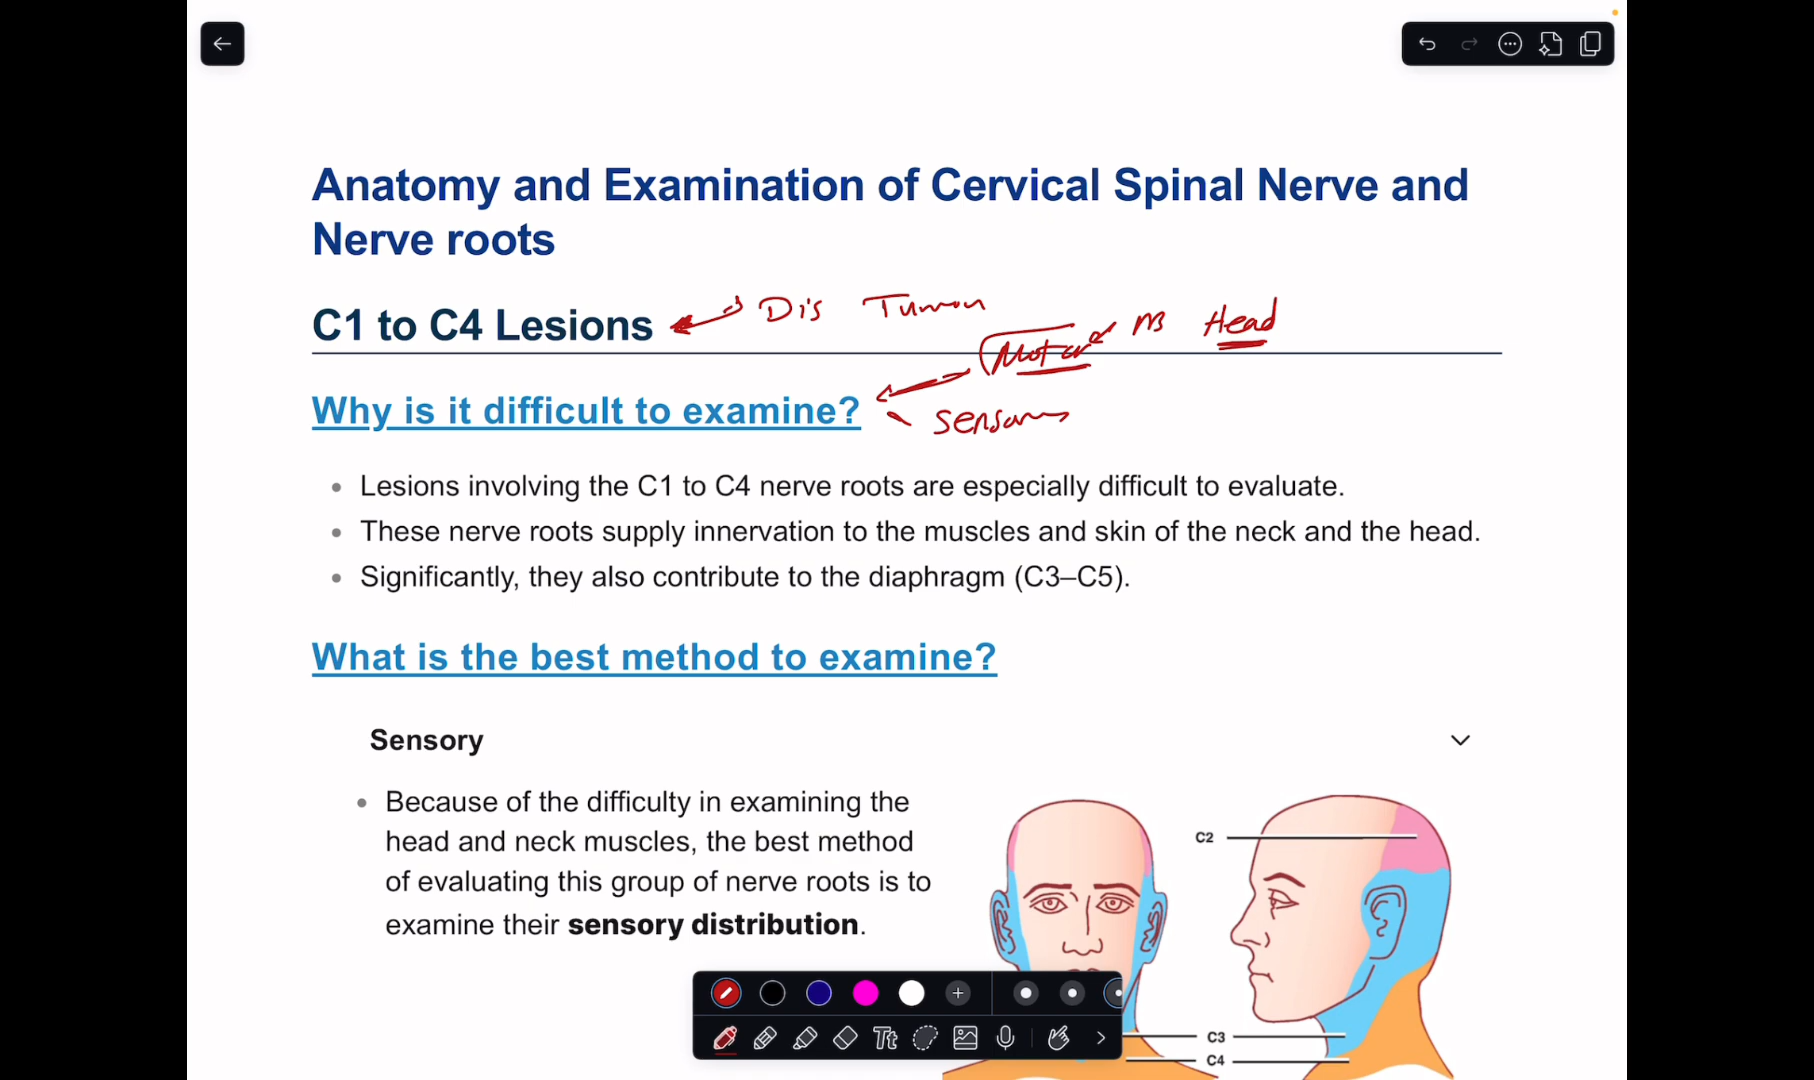 Anatomy and Examination of Cervical Spinal Nerve and
Nerve roots
C1 to C4 Lesions
Dis Tumor
Motor
Head
Why is it difficult to examine?
Sensory
• Lesions involving the C1 to C4 nerve roots are especially difficult to evaluate.
• These nerve roots supply innervation to the muscles and skin of the neck and the head.
• Significantly, they also contribute to the diaphragm (C3–C5).
What is the best method to examine?
Sensory
• Because of the difficulty in examining the
head and neck muscles, the best method
of evaluating this group of nerve roots is to
examine their sensory distribution.
C2
C3
C4
Tt